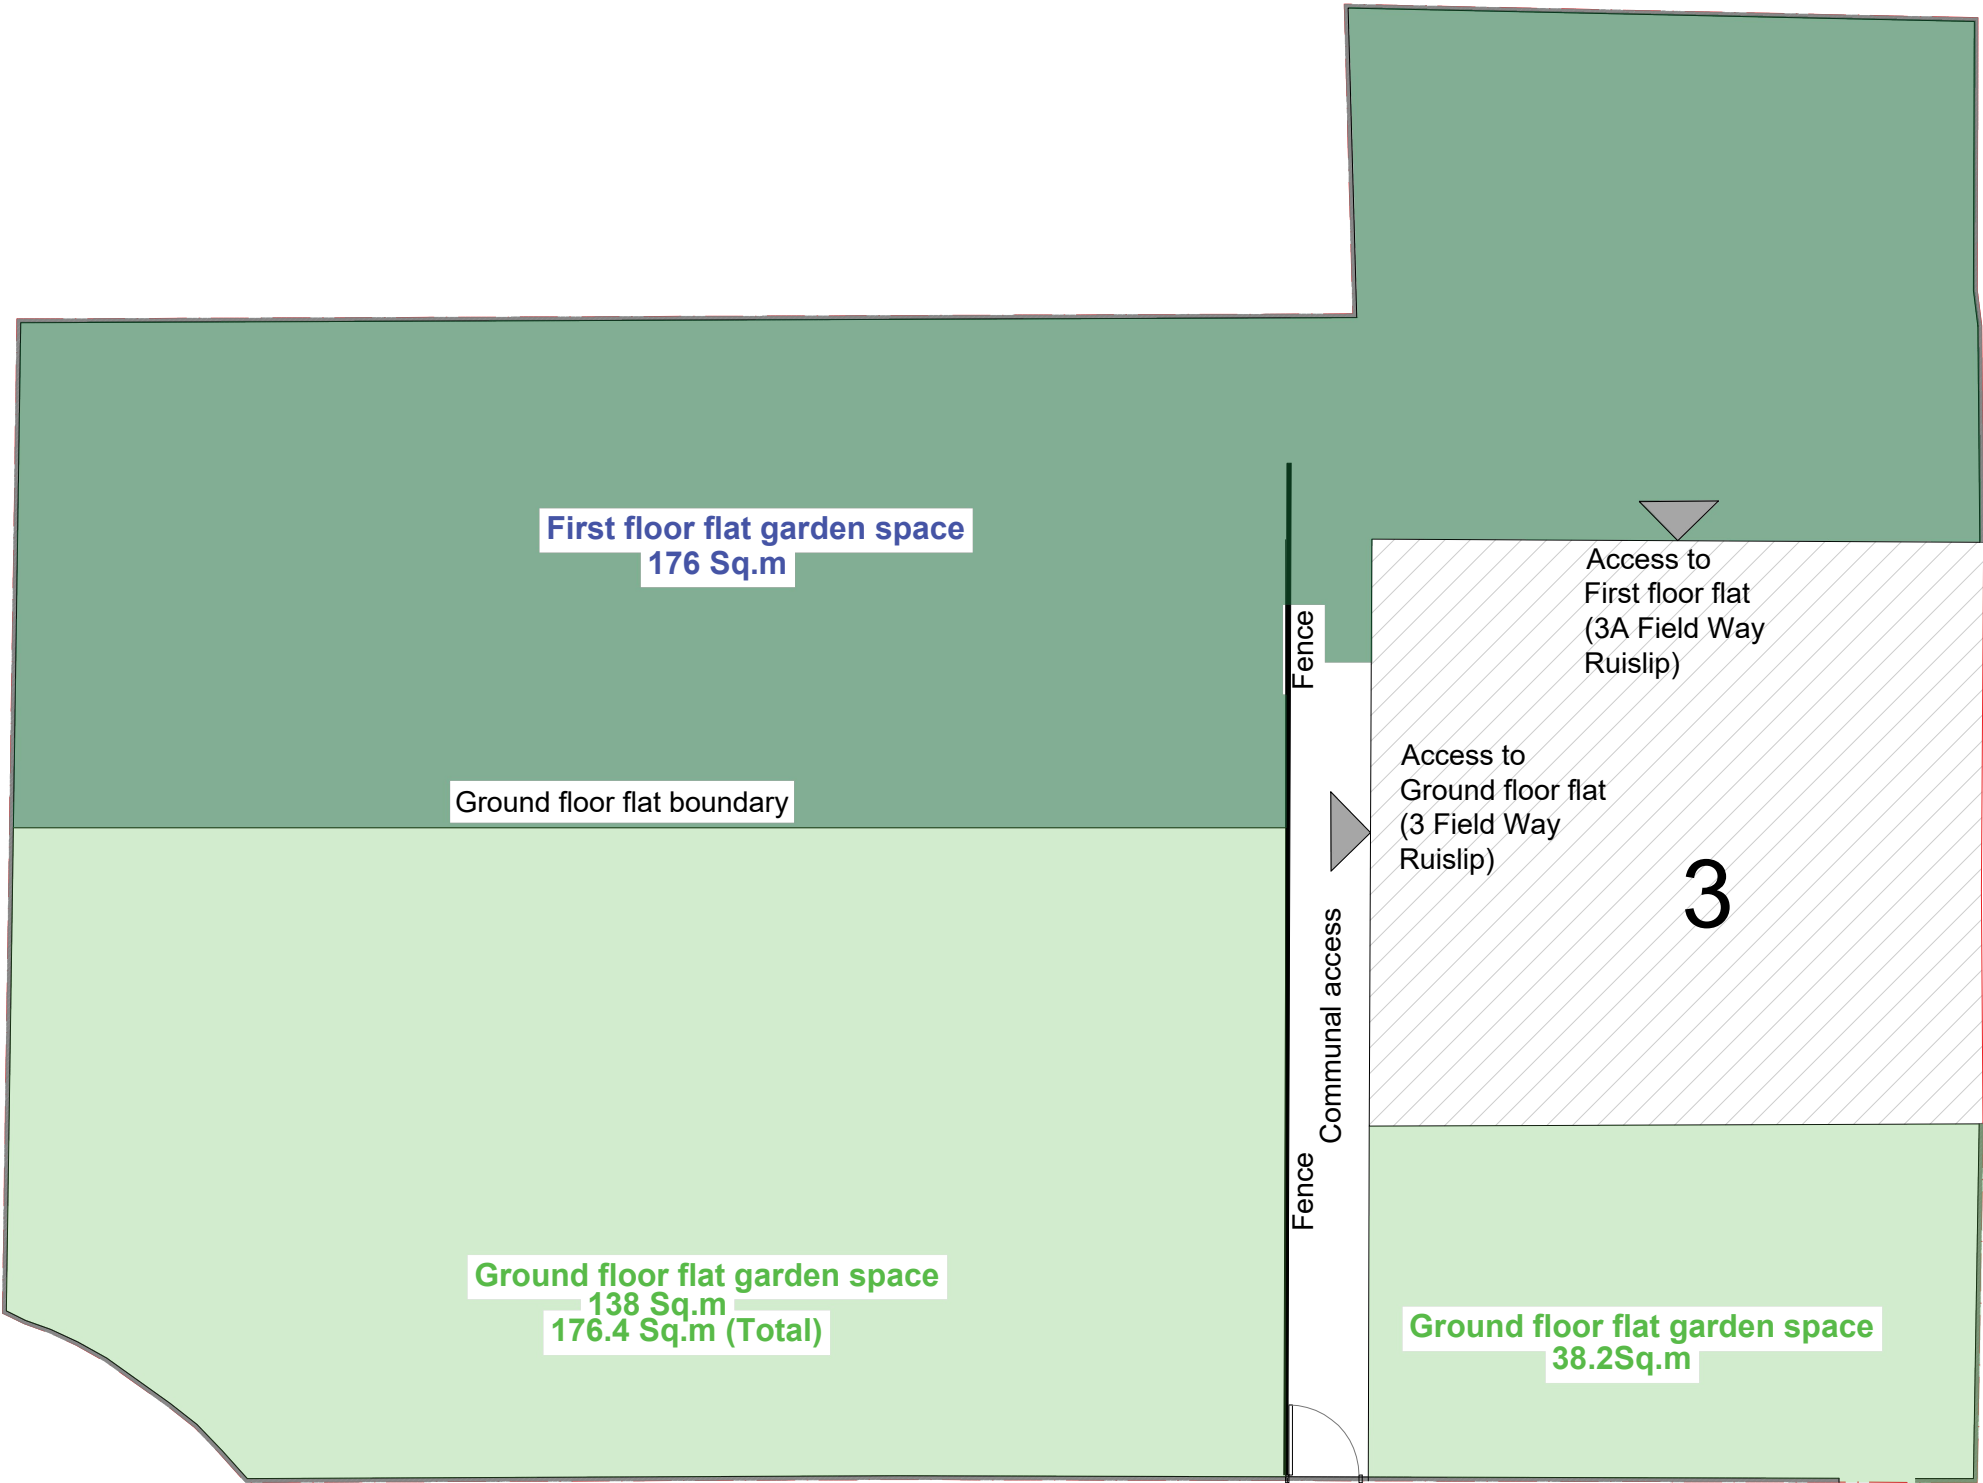 First floor flat garden space
176 Sq.m
Access to
First floor flat
(3A Field Way
Ruislip)
Fence
Access to
Ground floor flat
(3 Field Way
Ruislip)
Ground floor flat boundary
3
Communal access
Fence
Ground floor flat garden space
138 Sq.m
176.4 Sq.m (Total)
Ground floor flat garden space
38.2Sq.m